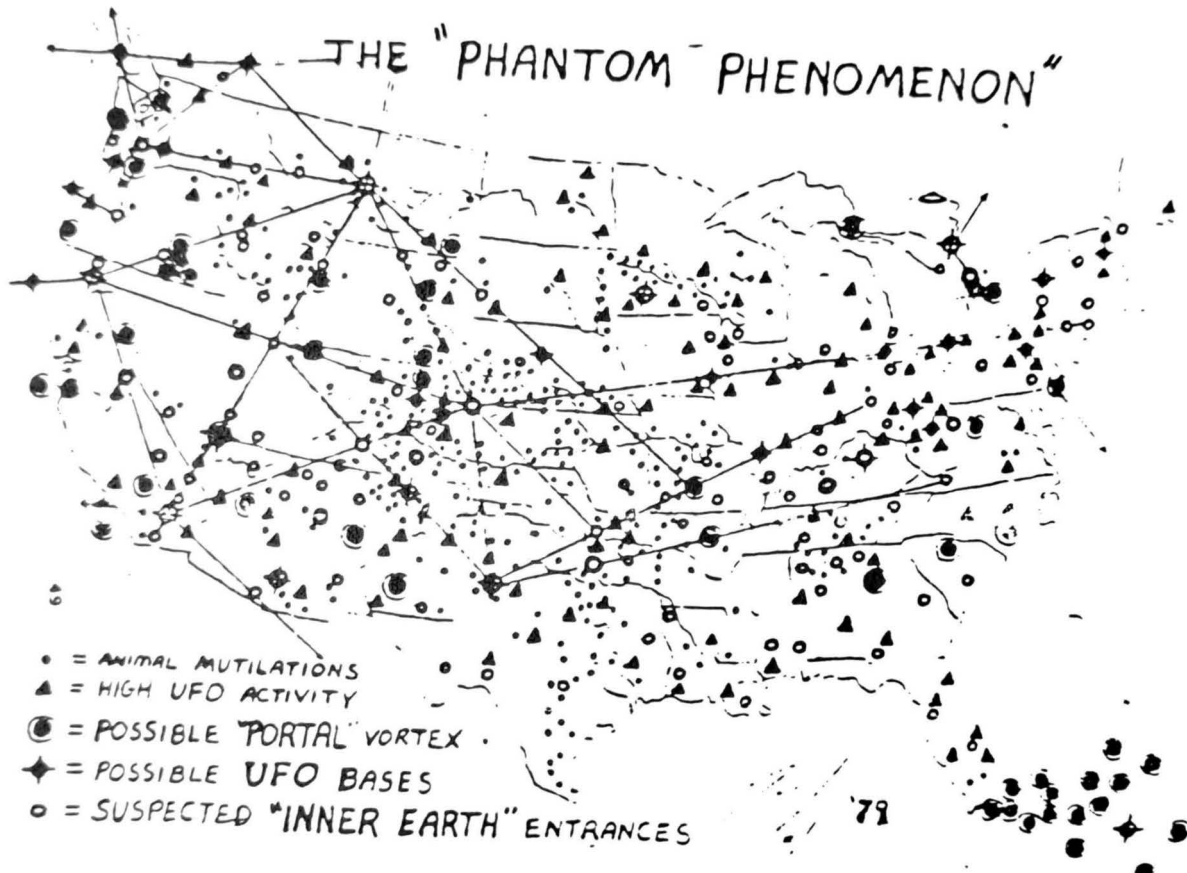 THE "PHANTOM PHENOMENON"
• = ANIMAL MUTILATIONS
▲ = HIGH UFO ACTIVITY
= POSSIBLE "PORTAL" VORTEX
= POSSIBLE UFO BASES
= SUSPECTED "INNER EARTH" ENTRANCES
'79